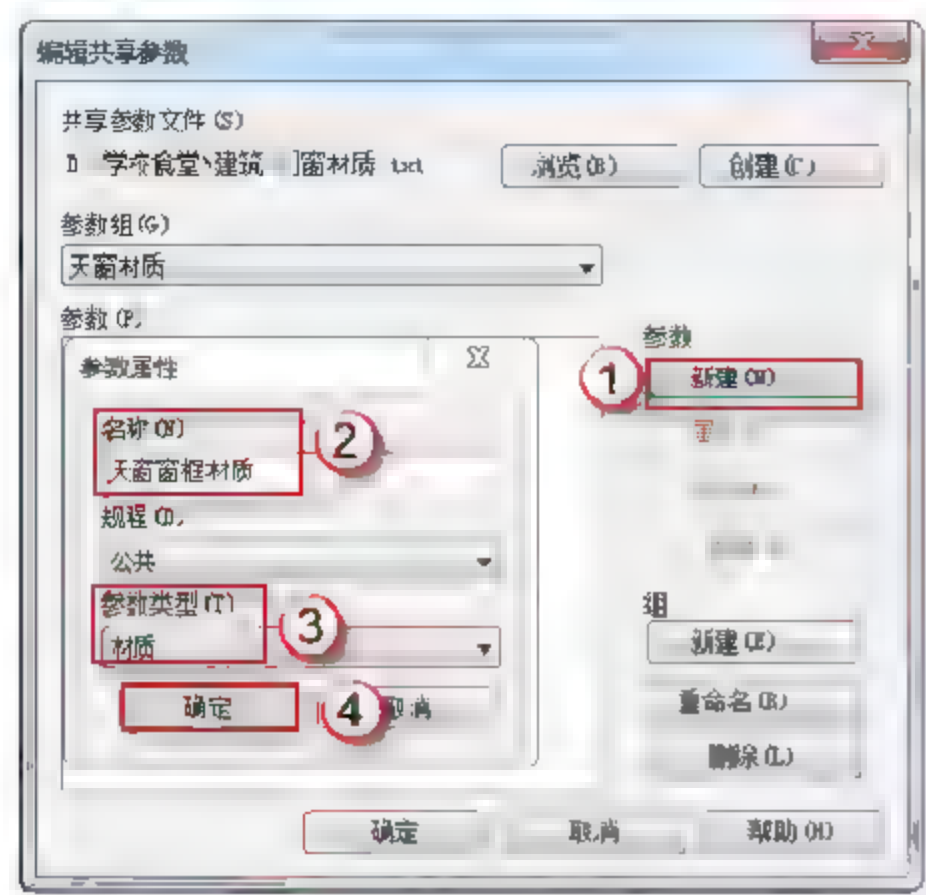 编辑共享参数
共享参数文件(S)
学校食堂\建筑 窗材质.txt 浏览(B) 创建(C)
参数组(G)
天窗材质
参数(P)
参数
参数属性
1 新建(N)
名称(N)
2
天窗窗框材质
规程(D)
公共
参数类型(T)
组
3
材质
新建(E)
确定 4 取消
重命名(R)
删除(L)
确定 取消 帮助(H)